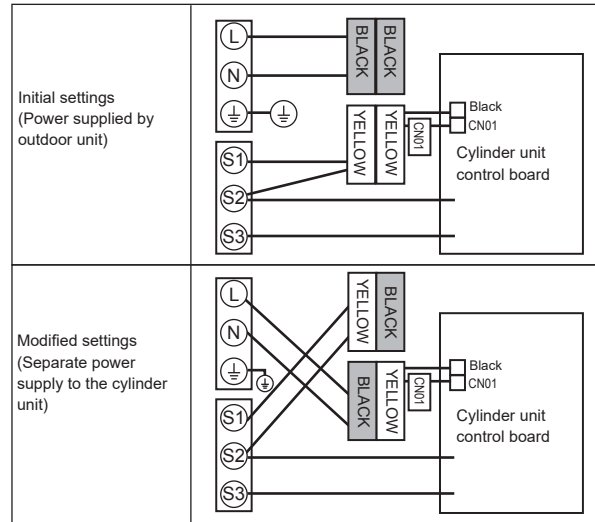 Initial settings
(Power supplied by
outdoor unit)
L
N
S1
S2
S3
BLACK
BLACK
YELLOW
YELLOW
CN01
Black
CN01
Cylinder unit
control board
Modified settings
(Separate power
supply to the cylinder
unit)
L
N
S1
S2
S3
YELLOW
BLACK
BLACK
YELLOW
CN01
Black
CN01
Cylinder unit
control board